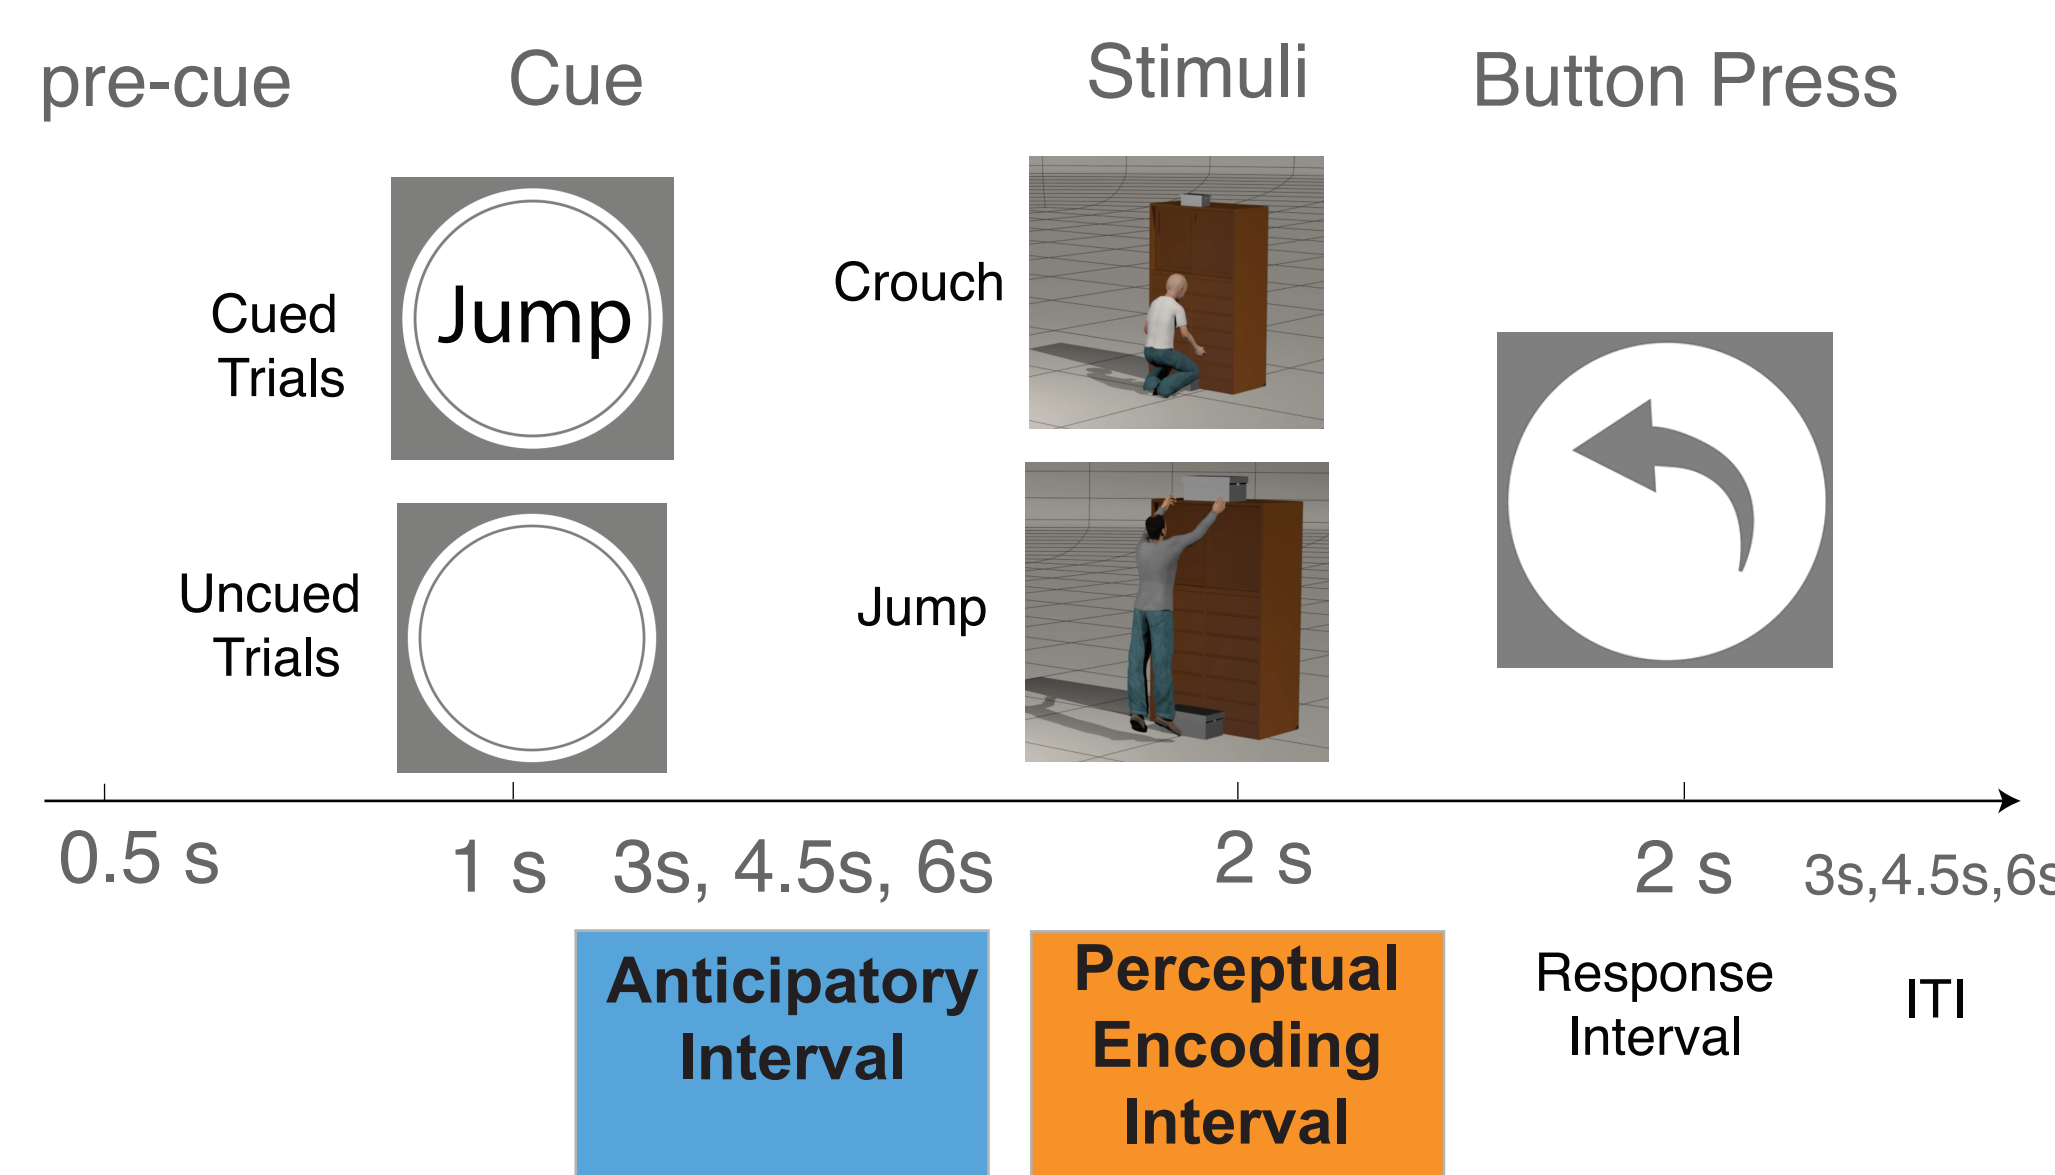 pre-cue
Cue
Stimuli
Button Press
Cued
Trials
Jump
Crouch
Uncued
Trials
Jump
0.5 s
1 s
3s, 4.5s, 6s
2 s
2 s
3s,4.5s,6s
Anticipatory
Interval
Perceptual
Encoding
Interval
Response
Interval
ITI